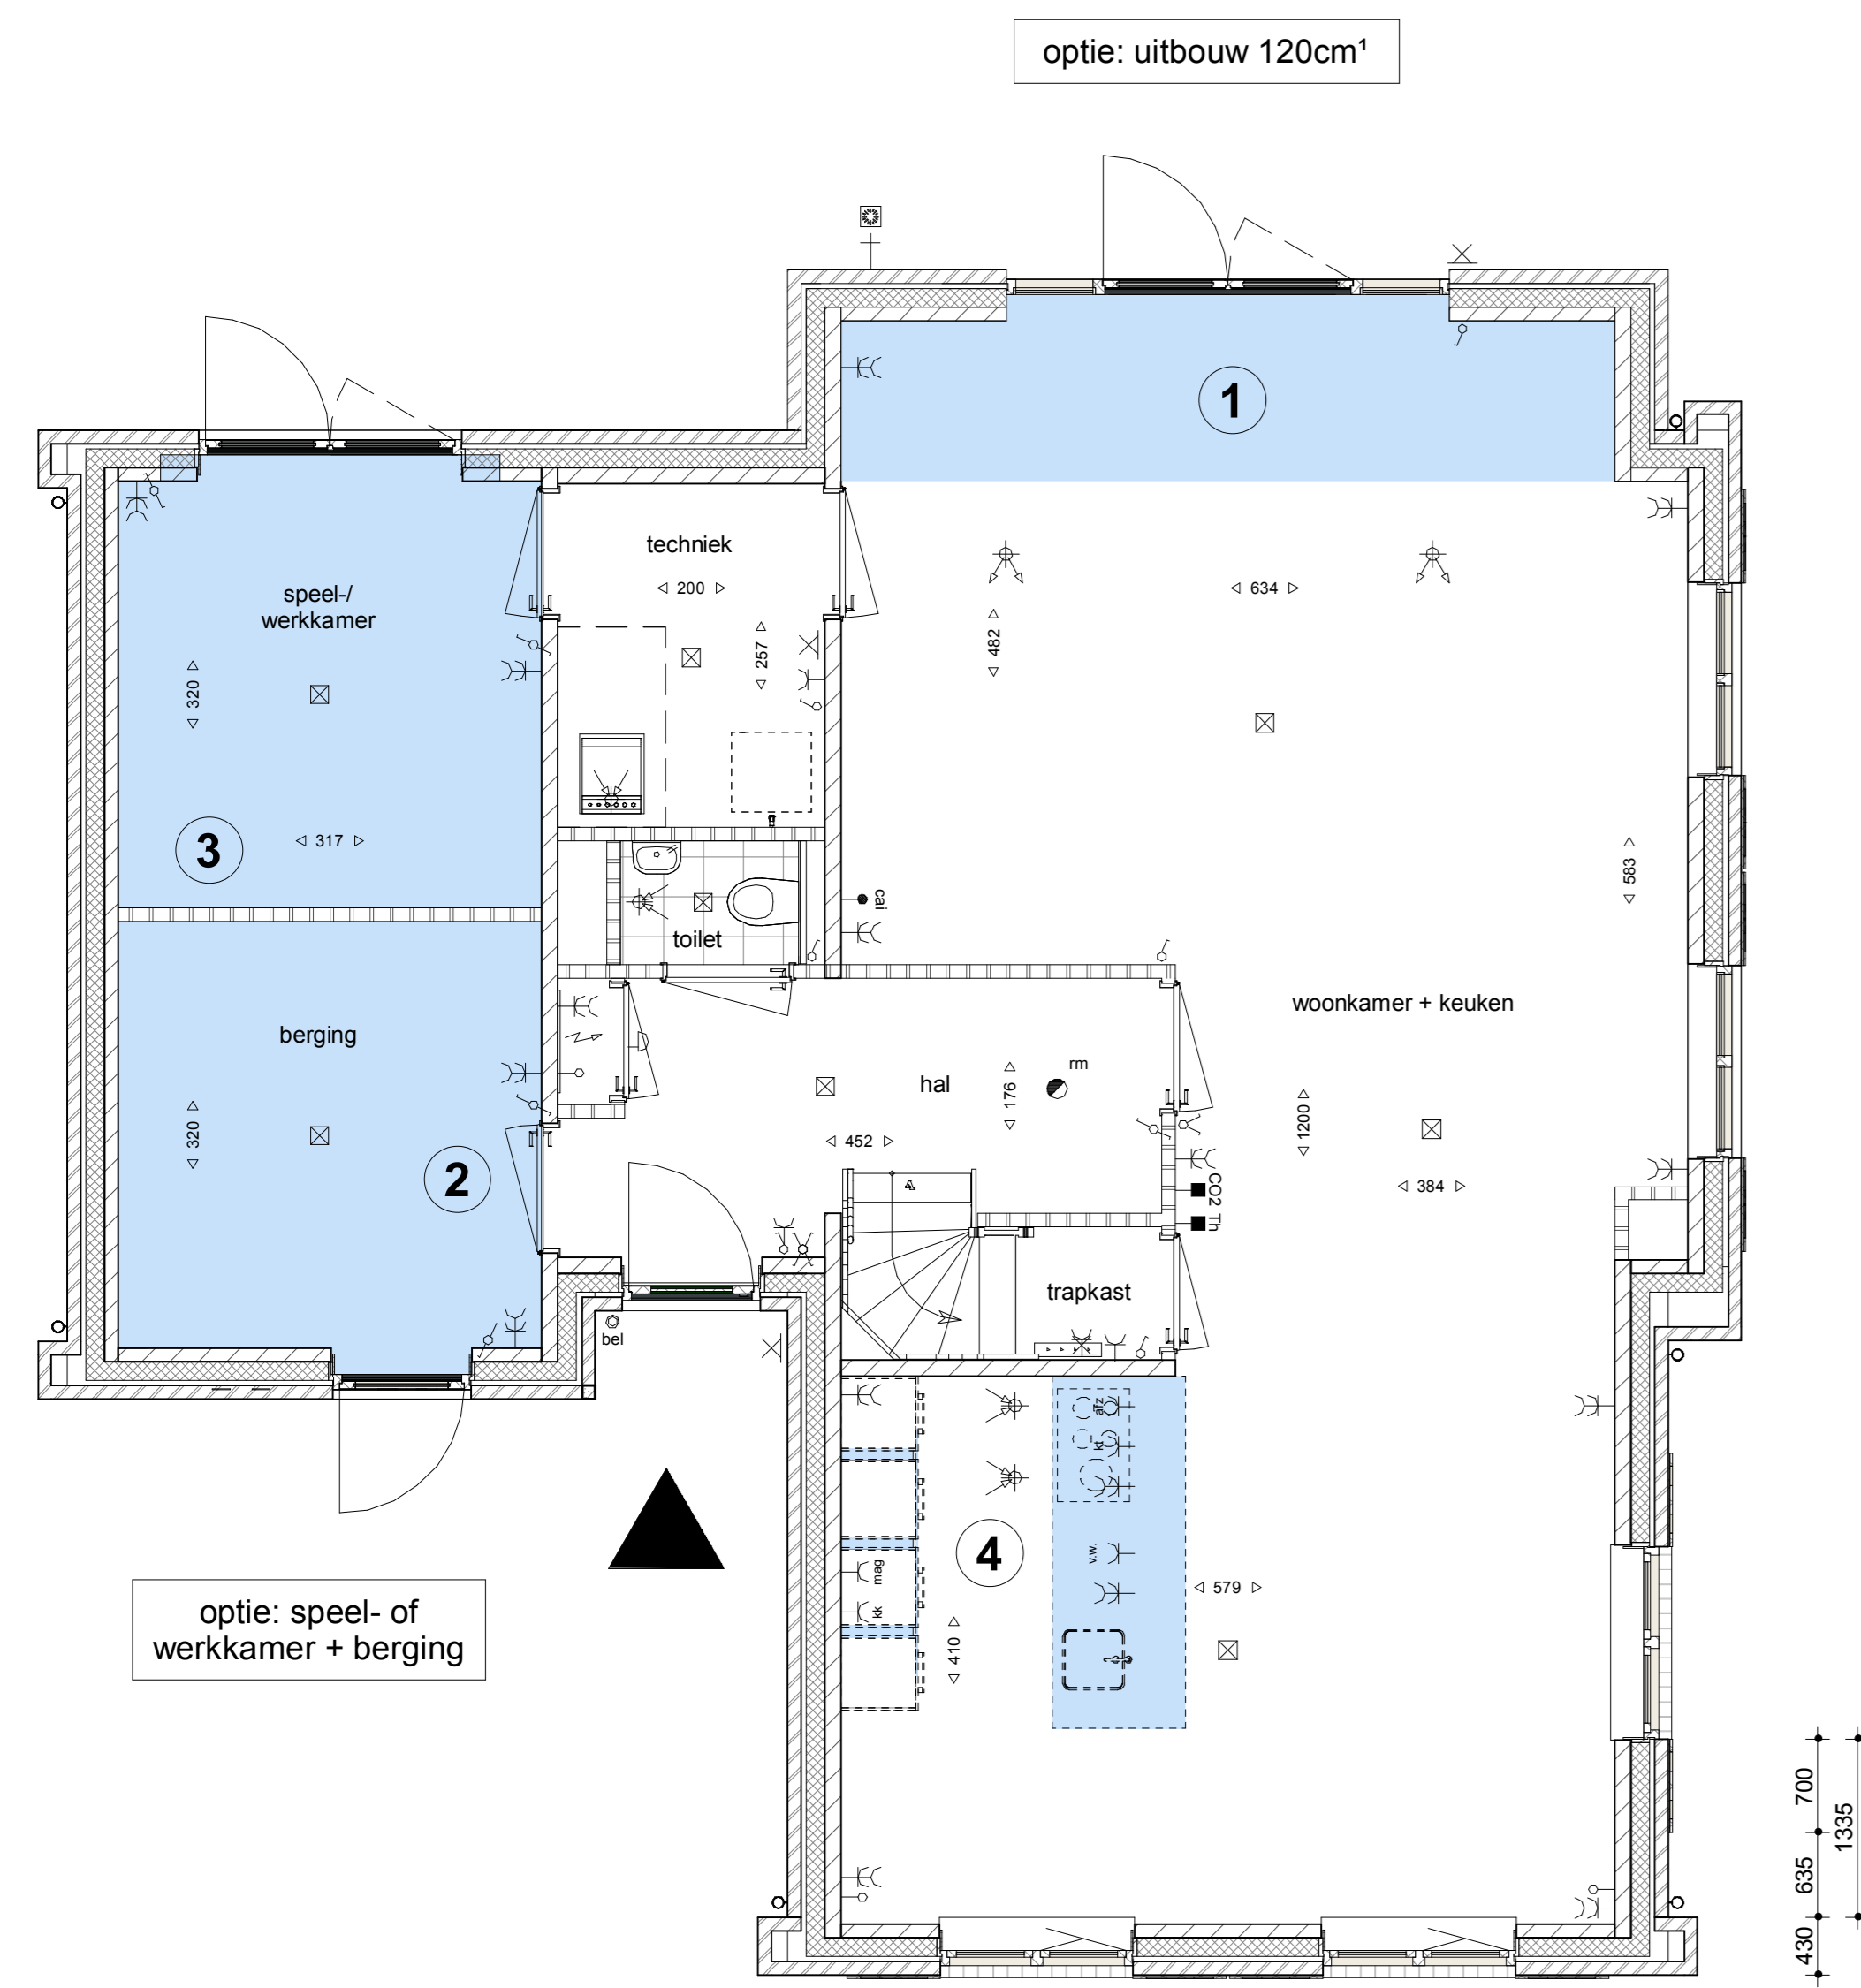 optie: uitbouw 120cm¹
1
techniek
200
257
634
482
speel-/
werkkamer
320
317
3
583
cai
toilet
woonkamer + keuken
berging
hal
rm
176
1200
320
452
2
CO2
Th
384
trapkast
bel
afz
kt
4
v.w.
mag
kk
579
410
optie: speel- of
werkkamer + berging
700
1335
635
430